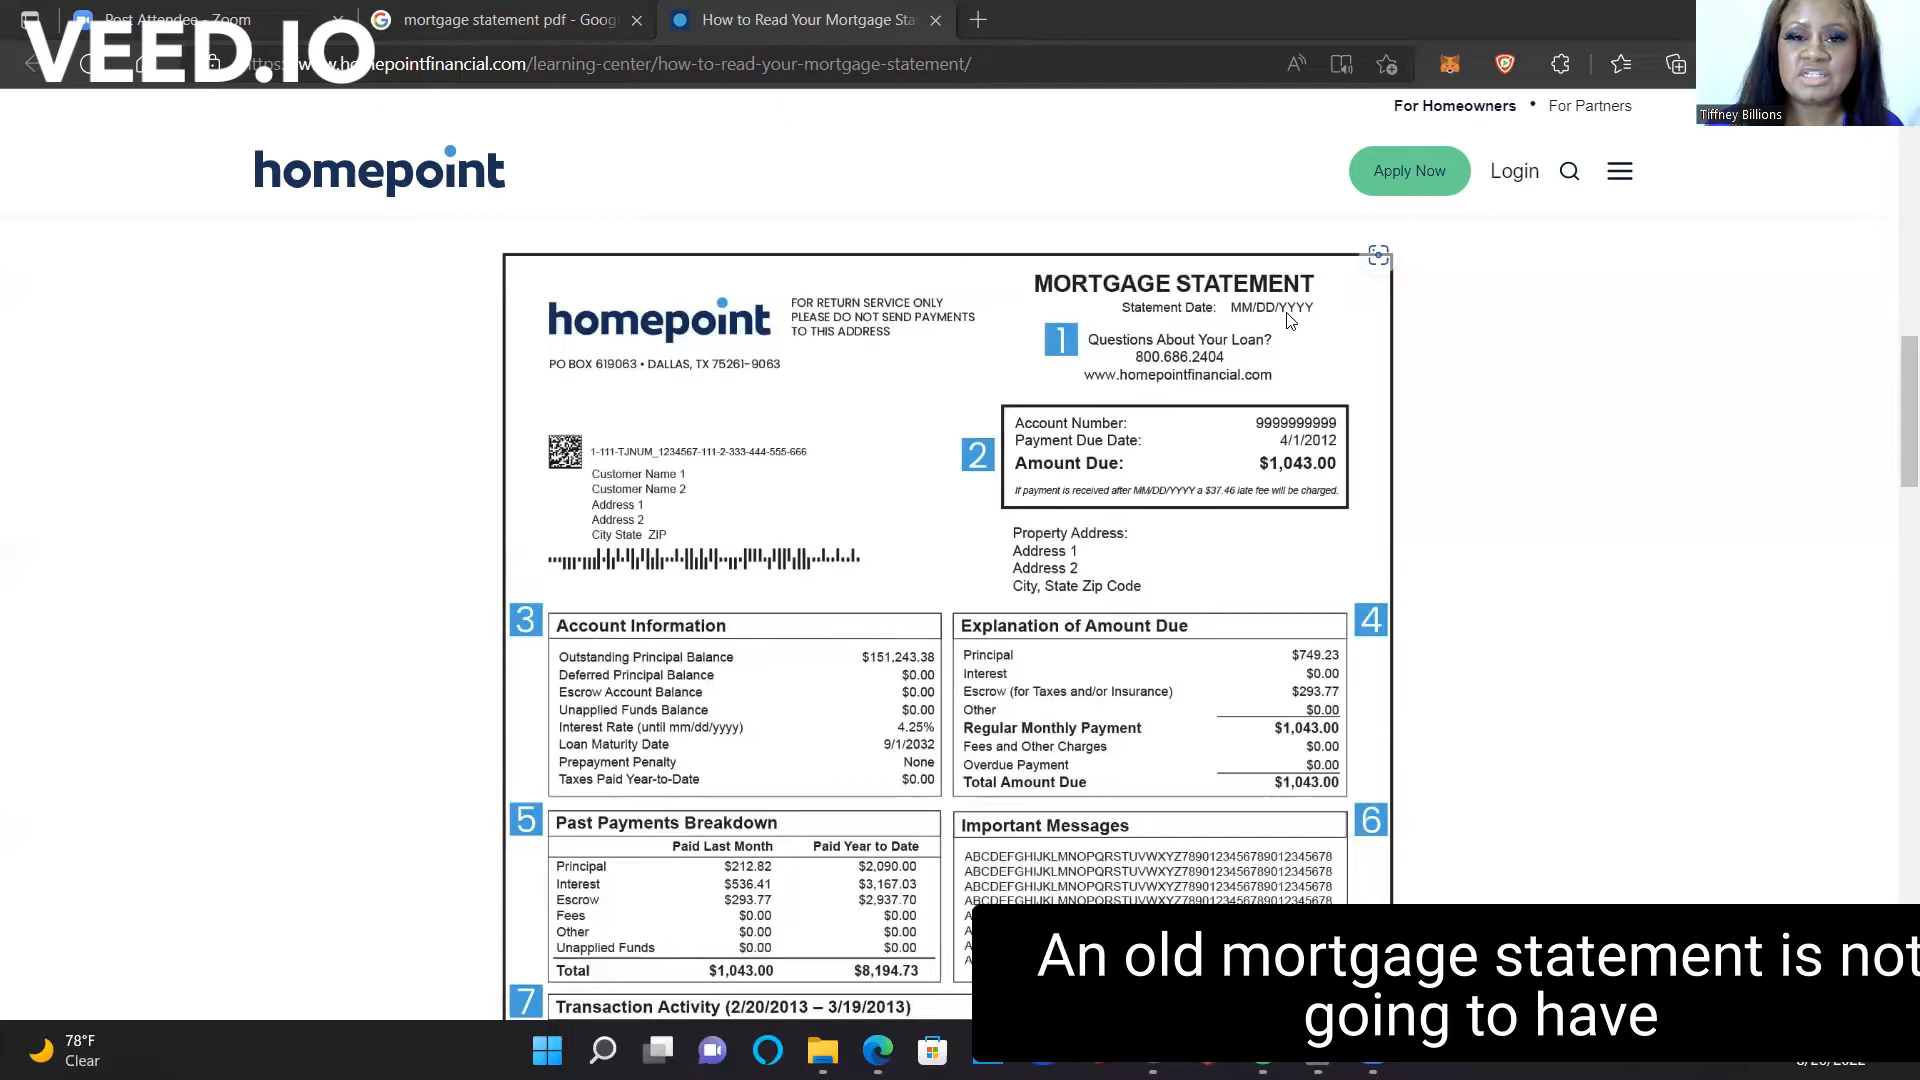 Post Attendee - Zoom
mortgage statement pdf - Goog
How to Read Your Mortgage Sta
VEED.IO
https://www.homepointfinancial.com/learning-center/how-to-read-your-mortgage-statement/
For Homeowners • For Partners
Tiffney Billions
homepoint
Apply Now
Login
MORTGAGE STATEMENT
Statement Date: MM/DD/YYYY
homepoint
FOR RETURN SERVICE ONLY
PLEASE DO NOT SEND PAYMENTS
TO THIS ADDRESS
PO BOX 619063 • DALLAS, TX 75261-9063
1
Questions About Your Loan?
800.686.2404
www.homepointfinancial.com
2
Account Number: 9999999999
Payment Due Date: 4/1/2012
Amount Due: $1,043.00
If payment is received after MM/DD/YYYY a $37.46 late fee will be charged.
1-111-TJNUM_1234567-111-2-333-444-555-666
Customer Name 1
Customer Name 2
Address 1
Address 2
City State ZIP
Property Address:
Address 1
Address 2
City, State Zip Code
3
Account Information
Outstanding Principal Balance $151,243.38
Deferred Principal Balance $0.00
Escrow Account Balance $0.00
Unapplied Funds Balance $0.00
Interest Rate (until mm/dd/yyyy) 4.25%
Loan Maturity Date 9/1/2032
Prepayment Penalty None
Taxes Paid Year-to-Date $0.00
4
Explanation of Amount Due
Principal $749.23
Interest $0.00
Escrow (for Taxes and/or Insurance) $293.77
Other $0.00
Regular Monthly Payment $1,043.00
Fees and Other Charges $0.00
Overdue Payment $0.00
Total Amount Due $1,043.00
5
Past Payments Breakdown
Paid Last Month Paid Year to Date
Principal $212.82 $2,090.00
Interest $536.41 $3,167.03
Escrow $293.77 $2,937.70
Fees $0.00 $0.00
Other $0.00 $0.00
Unapplied Funds $0.00 $0.00
Total $1,043.00 $8,194.73
6
Important Messages
ABCDEFGHIJKLMNOPQRSTUVWXYZ7890123456789012345678
ABCDEFGHIJKLMNOPQRSTUVWXYZ7890123456789012345678
ABCDEFGHIJKLMNOPQRSTUVWXYZ7890123456789012345678
ABCDEFGHIJKLMNOPQRSTUVWXYZ7890123456789012345678
7
Transaction Activity (2/20/2013 – 3/19/2013)
An old mortgage statement is not
going to have
78°F
Clear